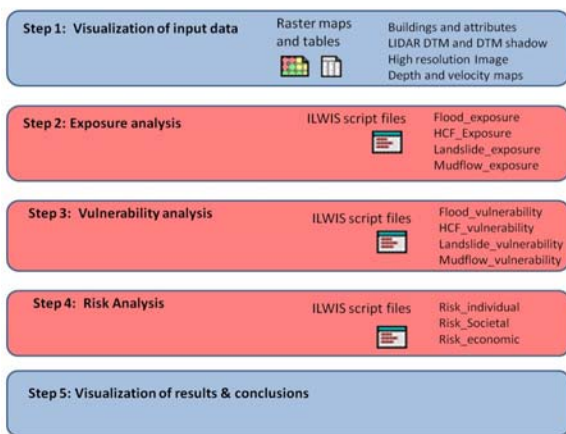 Step 1:  Visualization of input data
Raster maps
and tables
Buildings and attributes
LIDAR DTM and DTM shadow
High resolution Image
Depth and velocity maps
Step 2: Exposure analysis
ILWIS script files
Flood_exposure
HCF_Exposure
Landslide_exposure
Mudflow_exposure
Step 3: Vulnerability analysis
ILWIS script files
Flood_vulnerability
HCF_vulnerability
Landslide_vulnerability
Mudflow_vulnerability
Step 4: Risk Analysis
ILWIS script files
Risk_individual
Risk_Societal
Risk_economic
Step 5: Visualization of results & conclusions